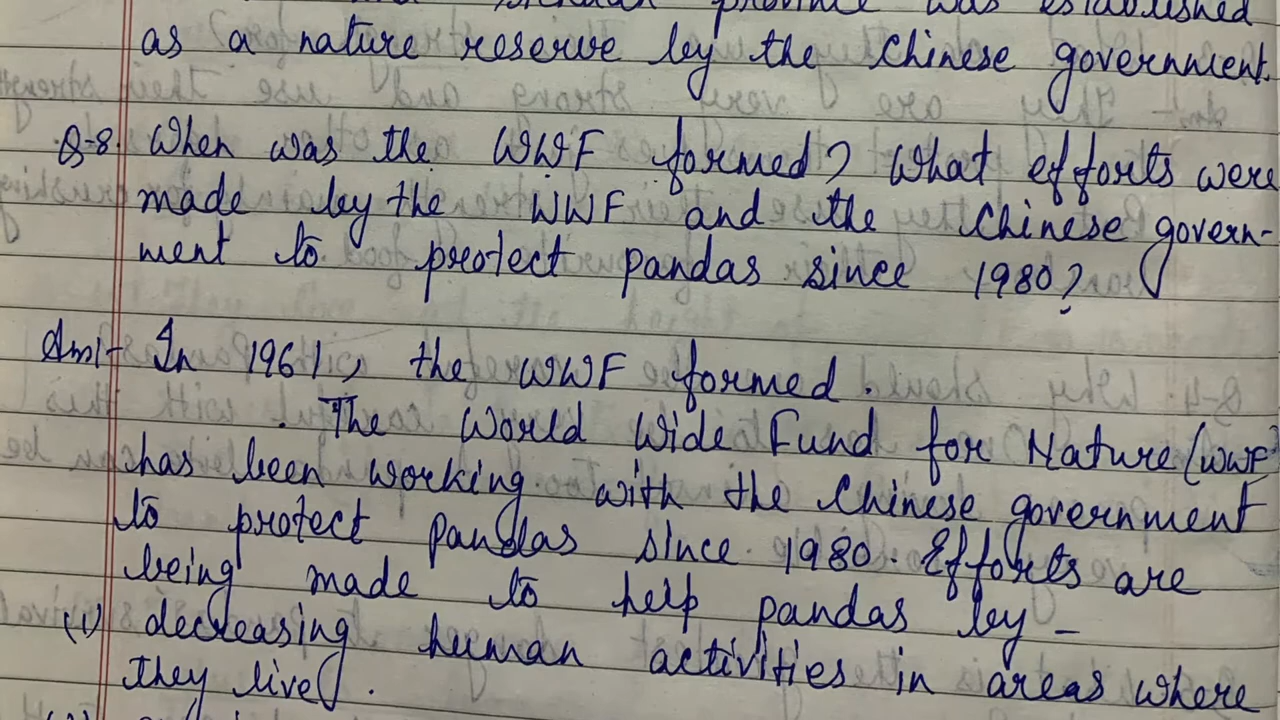 province was established
as a nature reserve by the Chinese government.
Q-8. When was the WWF formed? What efforts were
made by the WWF and the Chinese govern-
ment to protect pandas since 1980?
Ans- In 1961, the WWF formed.
The World Wide Fund for Nature (WWF)
has been working with the Chinese government
to protect pandas since 1980. Efforts are
being made to help pandas by -
(1) decreasing human activities in areas where
they live.